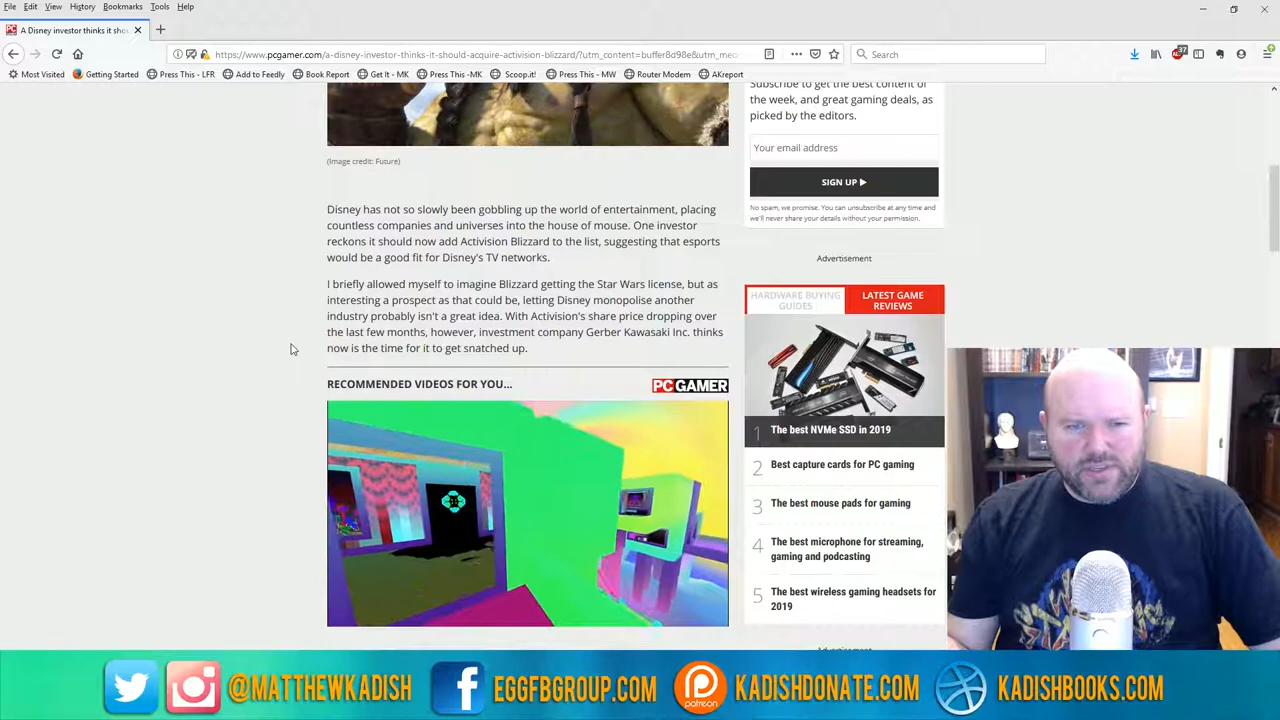 File Edit View History Bookmarks Tools Help
PC A Disney investor thinks it shou
https://www.pcgamer.com/a-disney-investor-thinks-it-should-acquire-activision-blizzard/?utm_content=buffer8d98e&utm_med
Search
37
Most Visited Getting Started Press This - LFR Add to Feedly Book Report Get It - MK Press This -MK Scoop.it! Press This - MW Router Modem AKreport
(Image credit: Future)
Disney has not so slowly been gobbling up the world of entertainment, placing
countless companies and universes into the house of mouse. One investor
reckons it should now add Activision Blizzard to the list, suggesting that esports
would be a good fit for Disney's TV networks.
I briefly allowed myself to imagine Blizzard getting the Star Wars license, but as
interesting a prospect as that could be, letting Disney monopolise another
industry probably isn't a great idea. With Activision's share price dropping over
the last few months, however, investment company Gerber Kawasaki Inc. thinks
now is the time for it to get snatched up.
RECOMMENDED VIDEOS FOR YOU...
PC GAMER
Subscribe to get the best content of
the week, and great gaming deals, as
picked by the editors.
Your email address
SIGN UP ▶
No spam, we promise. You can unsubscribe at any time and
we'll never share your details without your permission.
Advertisement
HARDWARE BUYING
GUIDES
LATEST GAME
REVIEWS
1 The best NVMe SSD in 2019
2 Best capture cards for PC gaming
3 The best mouse pads for gaming
4 The best microphone for streaming,
gaming and podcasting
5 The best wireless gaming headsets for
2019
Advertisement
@MATTHEWKADISH
EGGFBGROUP.COM
patreon
KADISHDONATE.COM
KADISHBOOKS.COM